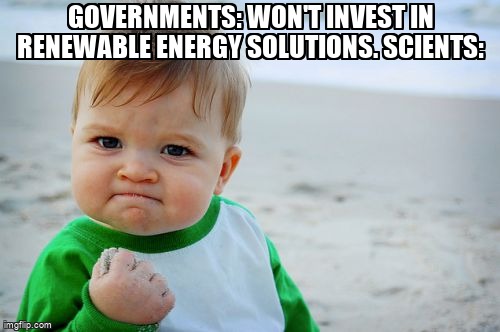 GOVERNMENTS: WON'T INVEST IN
RENEWABLE ENERGY SOLUTIONS. SCIENTS:
imgflip.com